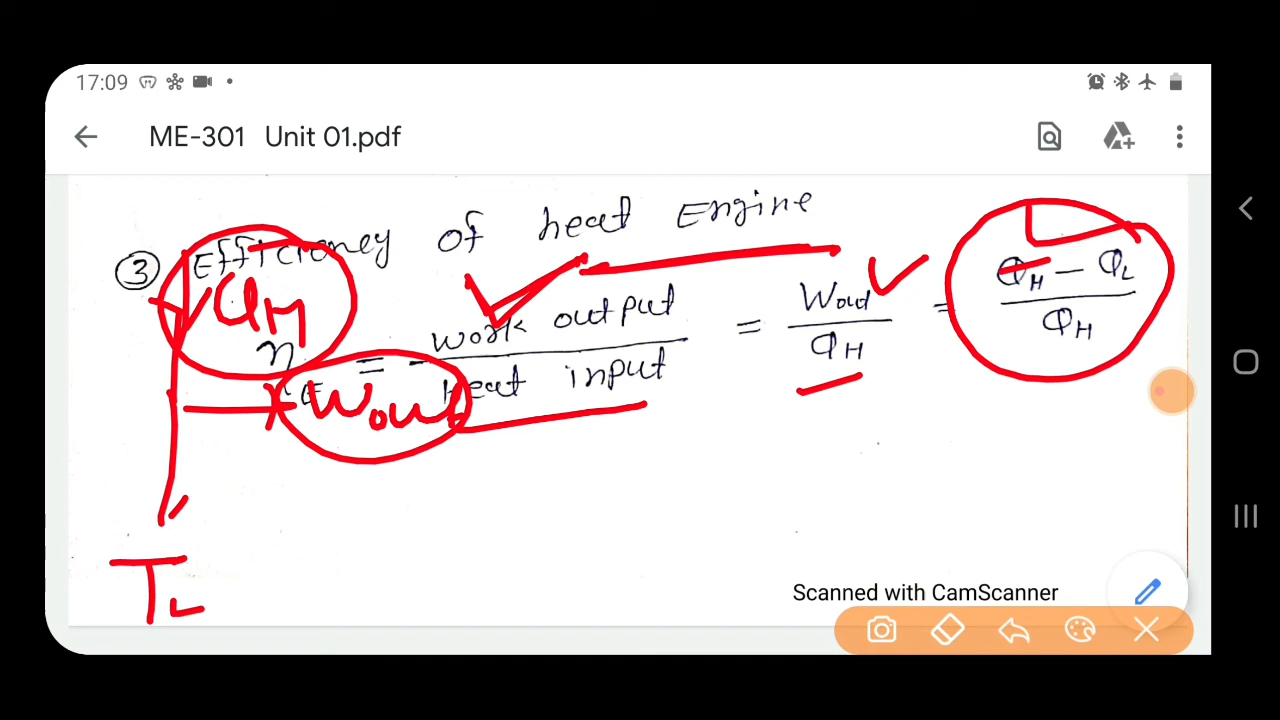 17:09
ME-301 Unit 01.pdf
③ Efficiency of heat Engine
QH
η E = work output / heat input = Wout / QH = QH - QL / QH
Wout
TL
Scanned with CamScanner